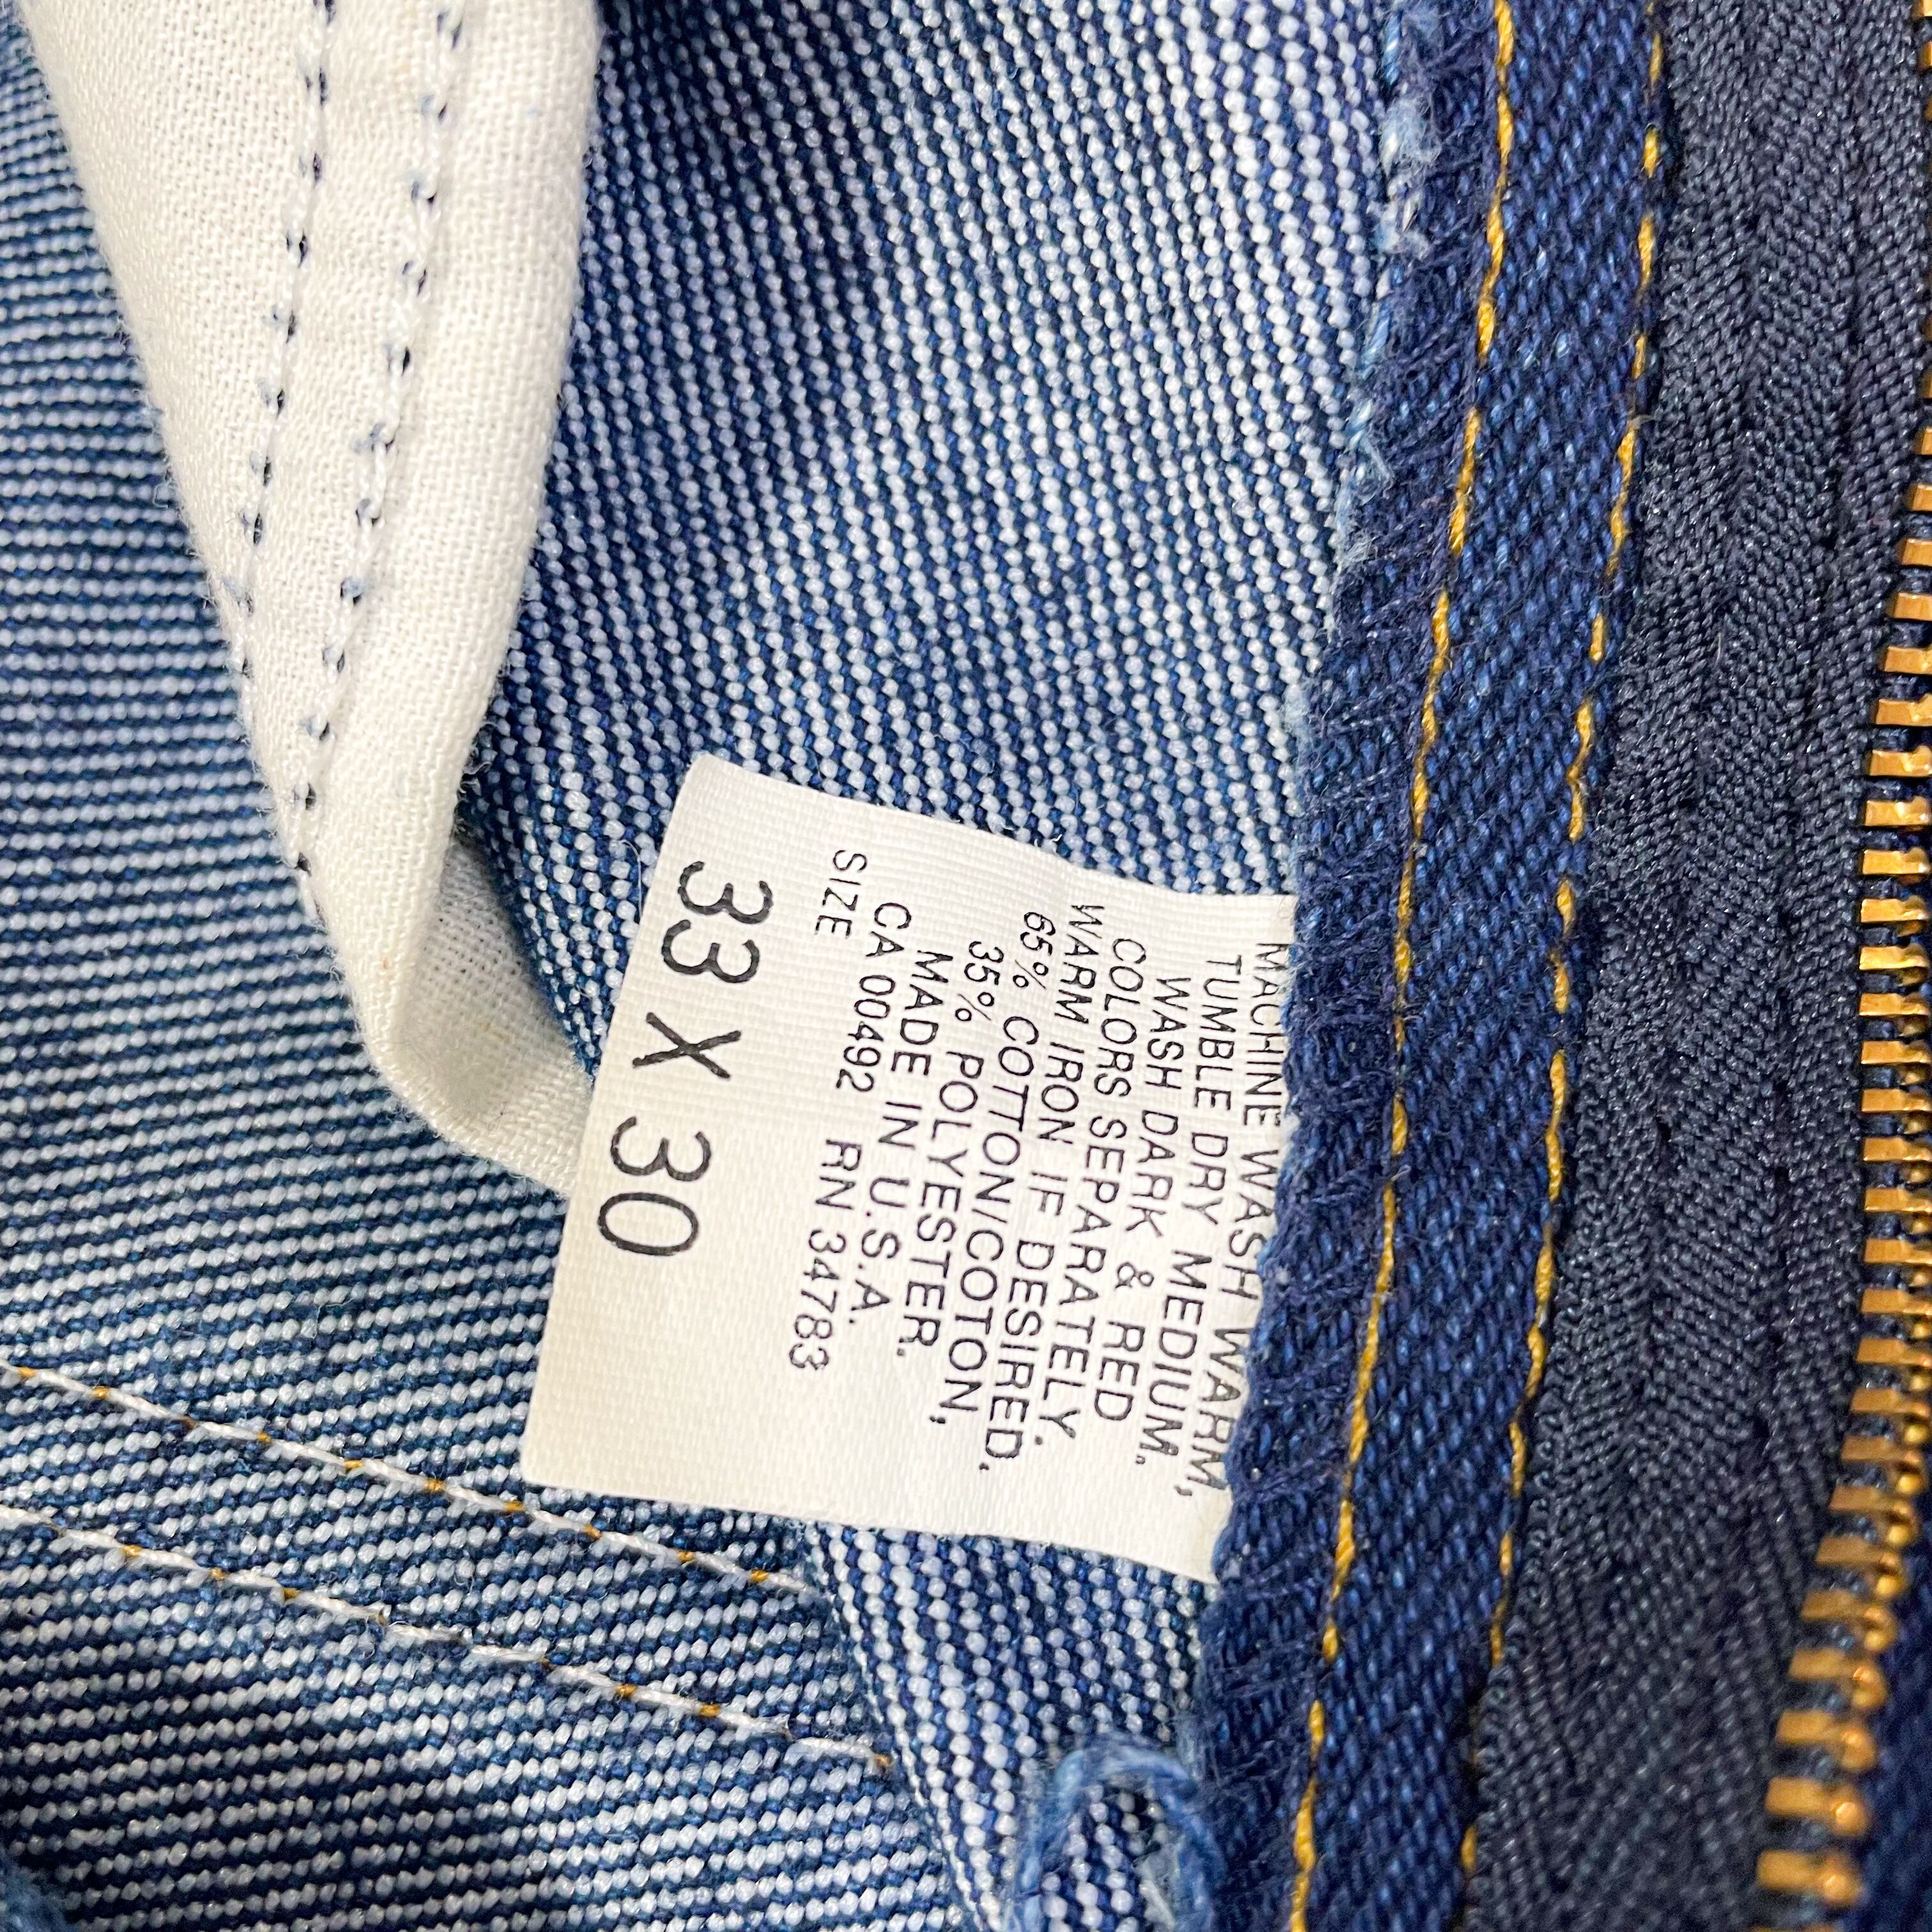 MACHINE WASH WARM,
TUMBLE DRY MEDIUM,
WASH DARK & RED
COLORS SEPARATELY.
WARM IRON IF DESIRED,
65% COTTON/COTON,
35% POLYESTER.
MADE IN U.S.A.
CA 00492 RN 34783
SIZE
33 X 30